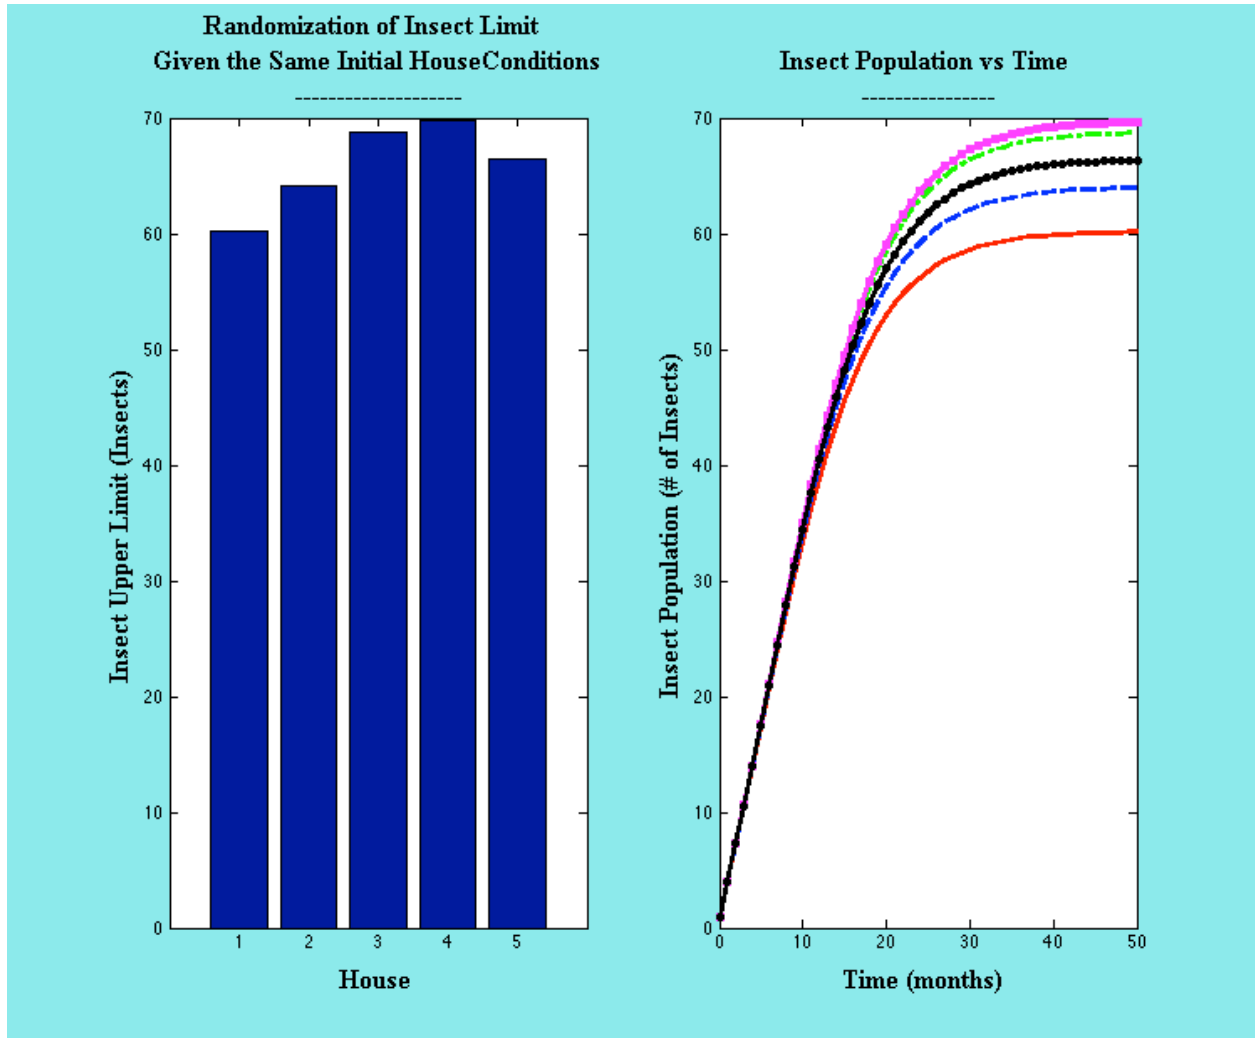 Randomization of Insect Limit
Given the Same Initial HouseConditions
--------------------
70
60
50
40
30
20
10
0
Insect Upper Limit (Insects)
1 2 3 4 5
House
Insect Population vs Time
----------------
70
60
50
40
30
20
10
0
Insect Population (# of Insects)
0 10 20 30 40 50
Time (months)